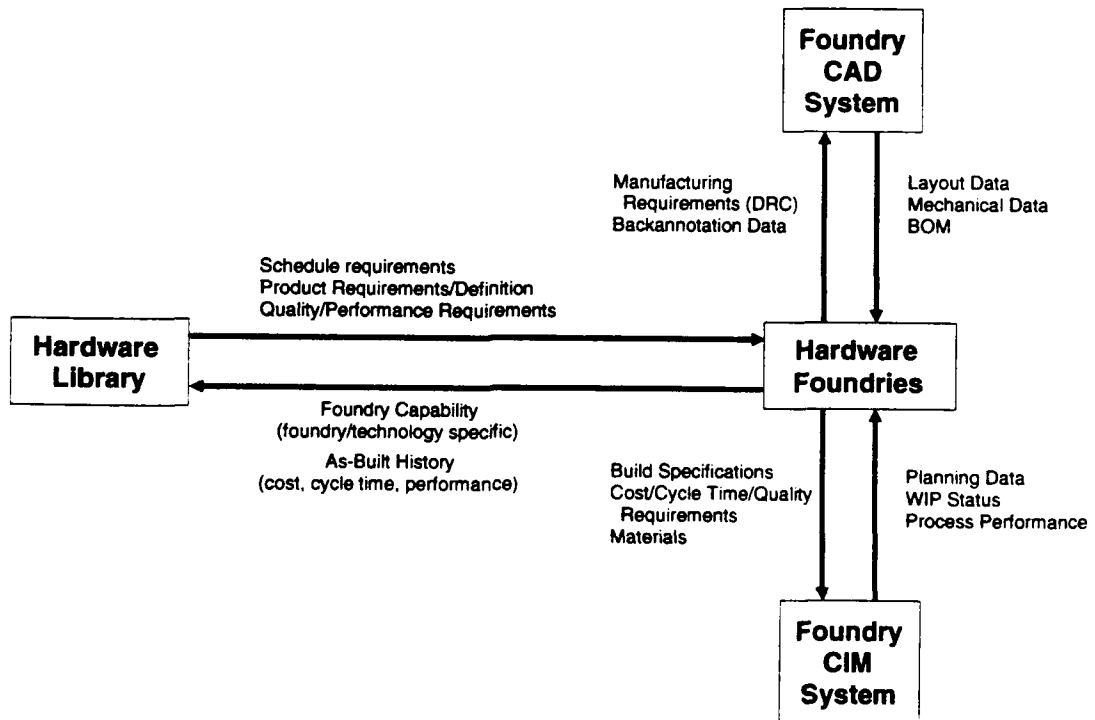 Foundry
CAD
System
Manufacturing
Requirements (DRC)
Backannotation Data
Layout Data
Mechanical Data
BOM
Schedule requirements
Product Requirements/Definition
Quality/Performance Requirements
Hardware
Library
Hardware
Foundries
Foundry Capability
(foundry/technology specific)
As-Built History
(cost, cycle time, performance)
Build Specifications
Cost/Cycle Time/Quality
Requirements
Materials
Planning Data
WIP Status
Process Performance
Foundry
CIM
System